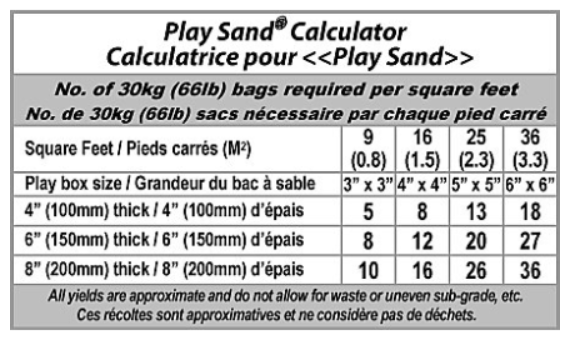 Play Sand® Calculator
Calculatrice pour <<Play Sand>>
No. of 30kg (66lb) bags required per square feet
No. de 30kg (66lb) sacs nécessaire par chaque pied carré
Square Feet / Pieds carrés (M²) 9 (0.8) 16 (1.5) 25 (2.3) 36 (3.3)
Play box size / Grandeur du bac à sable 3” x 3” 4” x 4” 5” x 5” 6” x 6”
4” (100mm) thick / 4” (100mm) d’épais 5 8 13 18
6” (150mm) thick / 6” (150mm) d’épais 8 12 20 27
8” (200mm) thick / 8” (200mm) d’épais 10 16 26 36
All yields are approximate and do not allow for waste or uneven sub-grade, etc.
Ces récoltes sont approximatives et ne considère pas de déchets.